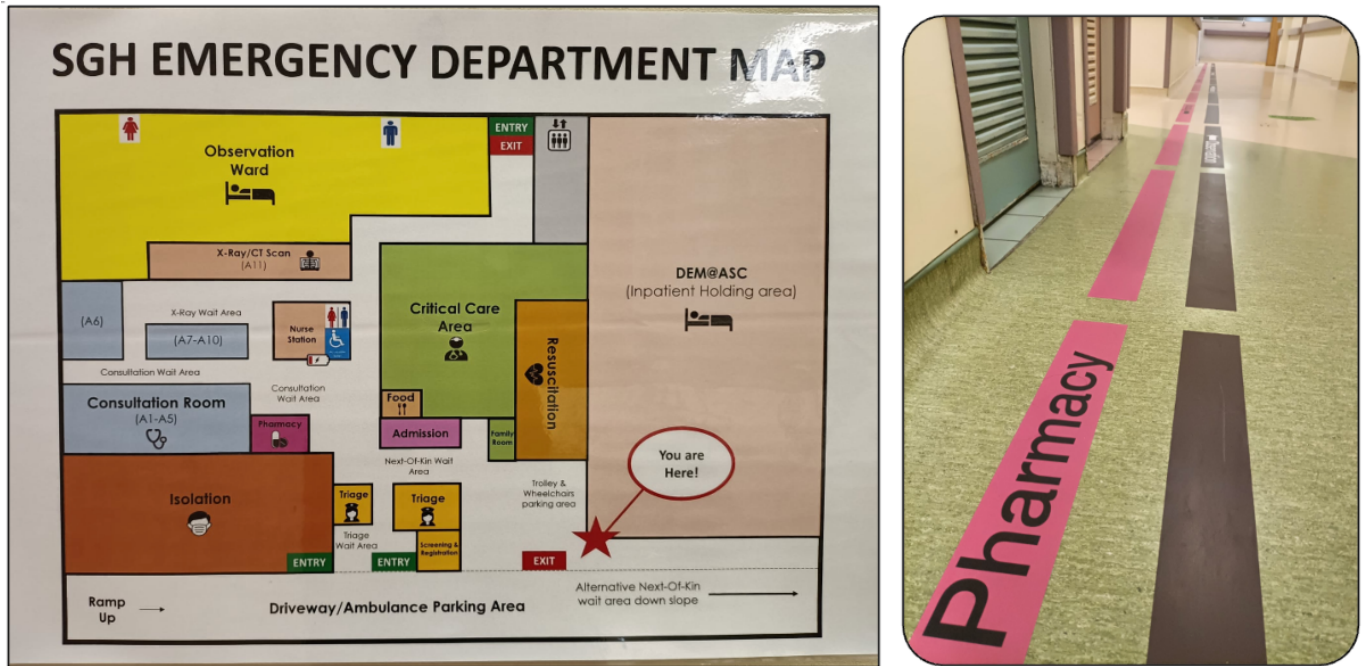 SGH EMERGENCY DEPARTMENT MAP
ENTRY
EXIT
Observation
Ward
X-Ray/CT Scan
(A11)
DEM@ASC
(Inpatient Holding area)
Critical Care
Area
Resuscitation
(A6)
X-Ray Wait Area
(A7-A10)
Nurse
Station
Consultation Wait Area
Consultation
Wait Area
Consultation Room
(A1-A5)
Pharmacy
Food
Admission
Family
Room
Next-Of-Kin Wait
Area
You are
Here!
Isolation
Triage
Triage
Trolley &
Wheelchairs
parking area
Triage
Wait Area
Screening &
Registration
ENTRY
ENTRY
EXIT
Ramp
Up
Driveway/Ambulance Parking Area
Alternative Next-Of-Kin
wait area down slope
Pharmacy